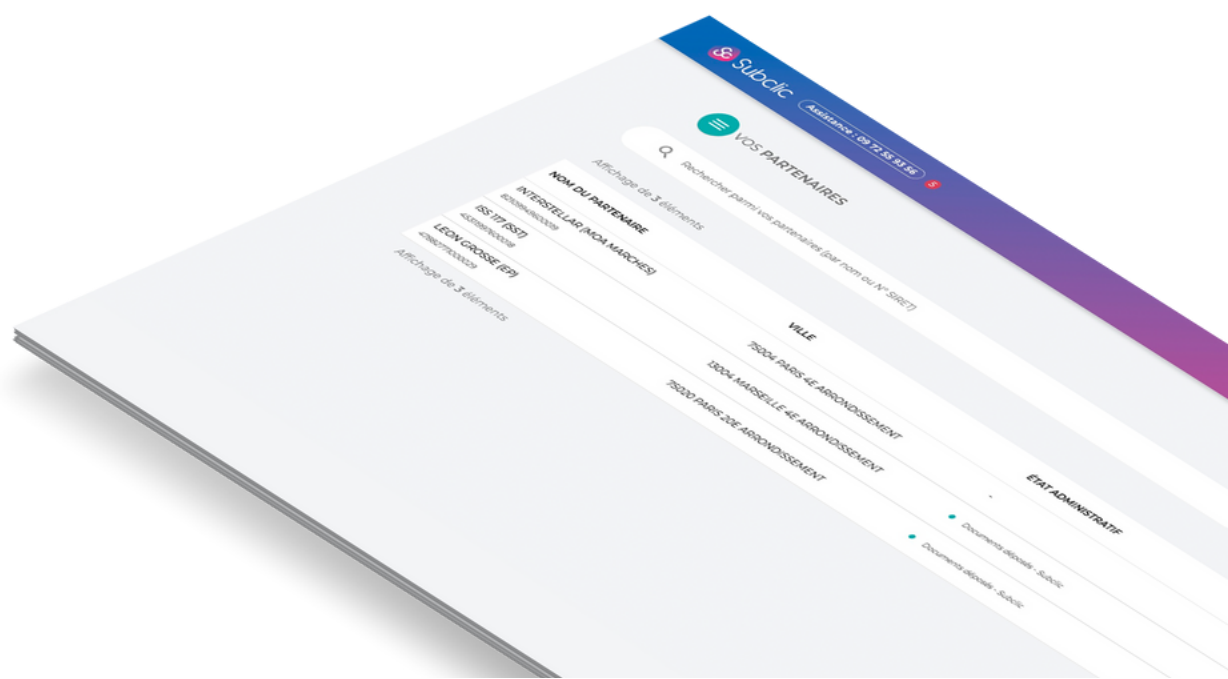 Subclic
Assistance : 09 72 55 93 56
5
VOS PARTENAIRES
Rechercher parmi vos partenaires (par nom ou N° SIRET)
Affichage de 3 éléments
NOM DU PARTENAIRE
VILLE
ÉTAT ADMINISTRATIF
INTERSTELLAR (MOA MARCHES)
75004 PARIS 4E ARRONDISSEMENT
-
ISS 117 (SST)
13004 MARSEILLE 4E ARRONDISSEMENT
Documents déposés - Subclic
LEON GROSSE (EP)
75020 PARIS 20E ARRONDISSEMENT
Documents déposés - Subclic
Affichage de 3 éléments